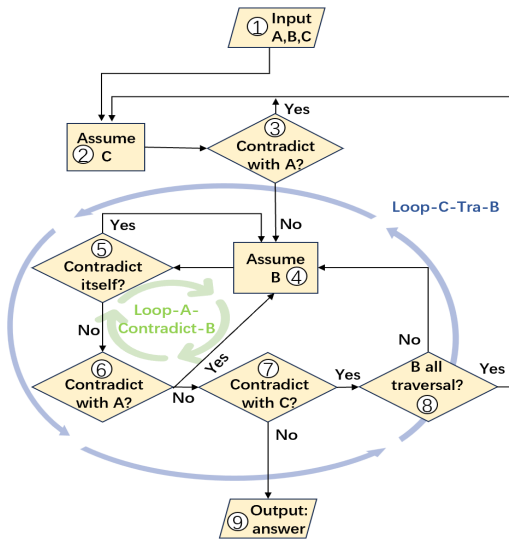 ① Input
A,B,C
Yes
Assume
② C
③
Contradict
with A?
No
Loop-C-Tra-B
Yes
⑤
Contradict
itself?
Assume
B ④
Loop-A-
Contradict-B
No
Yes
No
⑥
Contradict
with A?
No
⑦
Contradict
with C?
Yes
B all
traversal?
⑧
Yes
No
Output:
⑨ answer